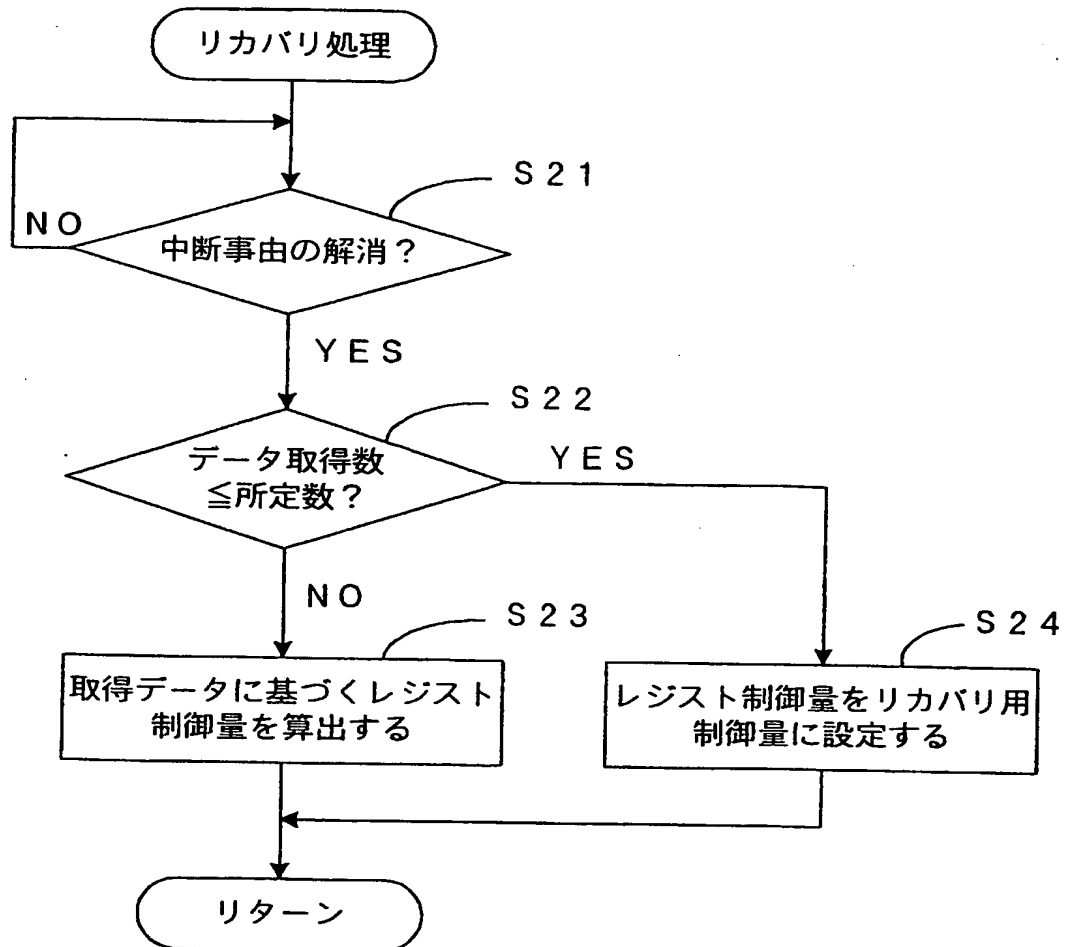 リカバリ処理
S21
NO
中断事由の解消？
YES
S22
データ取得数
≦所定数？
YES
NO
S23
取得データに基づくレジスト
制御量を算出する
S24
レジスト制御量をリカバリ用
制御量に設定する
リターン